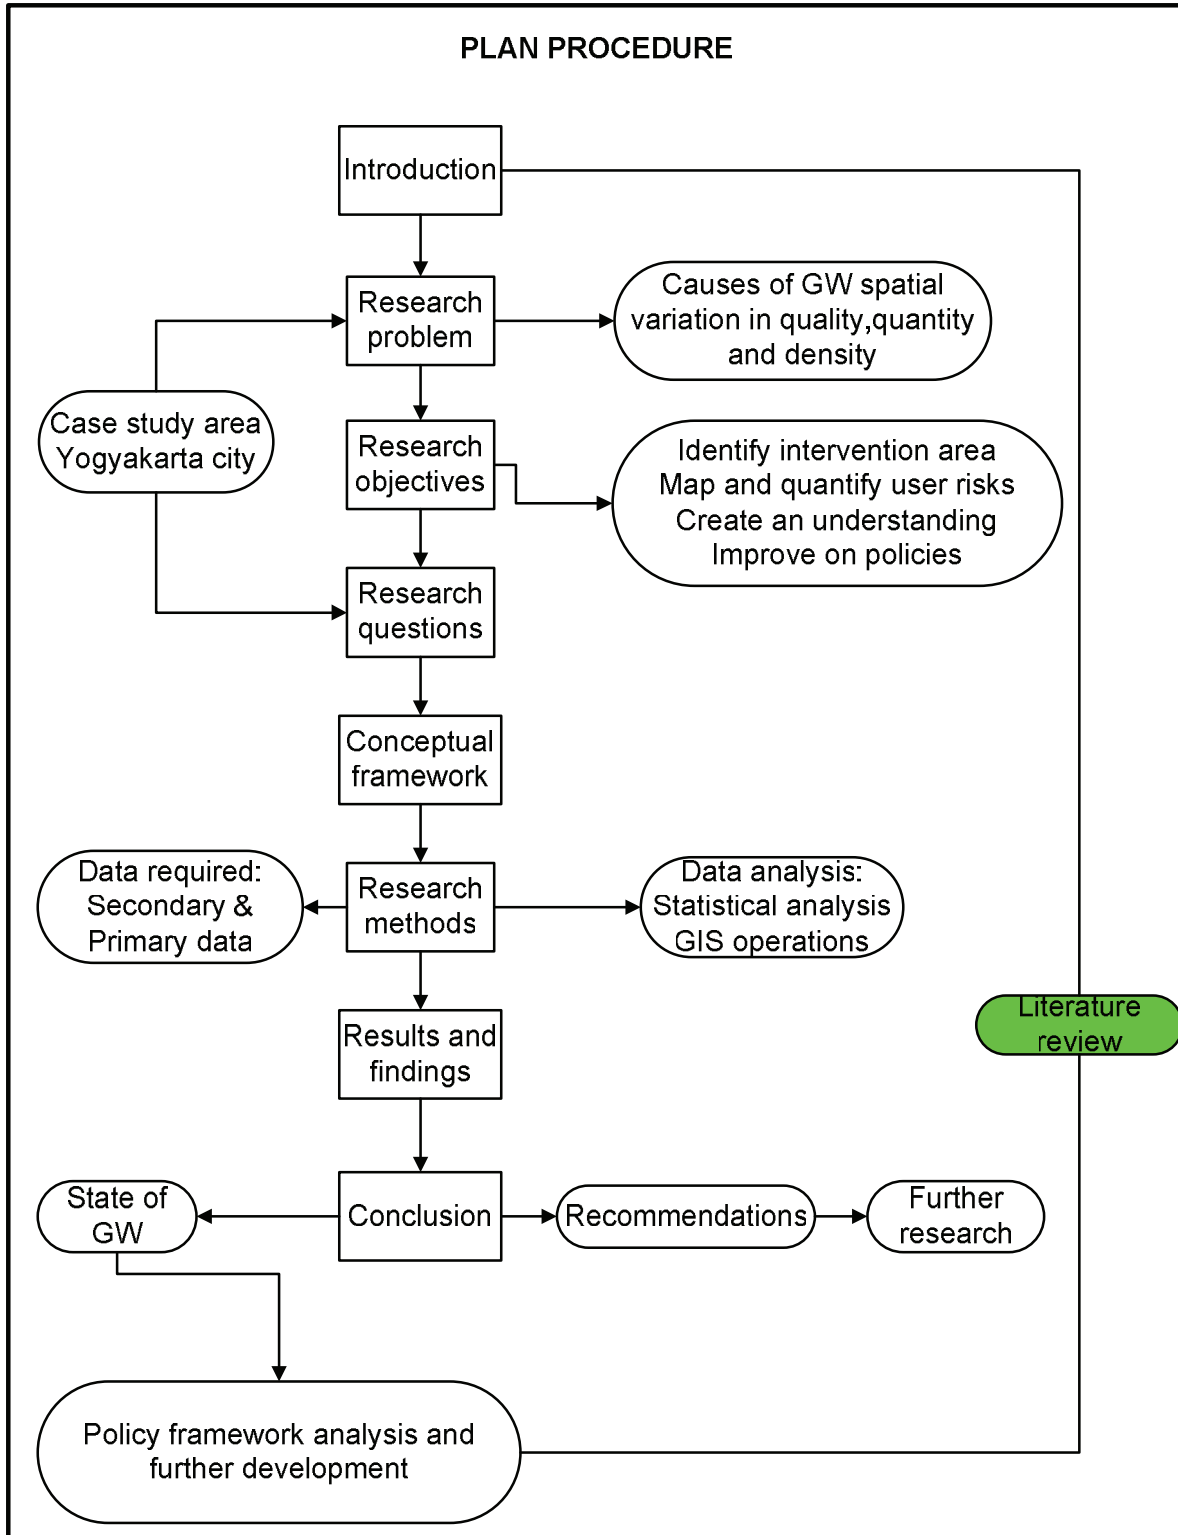 PLAN PROCEDURE
Introduction
Research
problem
Causes of GW spatial
variation in quality,quantity
and density
Case study area
Yogyakarta city
Research
objectives
Identify intervention area
Map and quantify user risks
Create an understanding
Improve on policies
Research
questions
Conceptual
framework
Data required:
Secondary &
Primary data
Research
methods
Data analysis:
Statistical analysis
GIS operations
Literature
review
Results and
findings
State of
GW
Conclusion
Recommendations
Further
research
Policy framework analysis and
further development